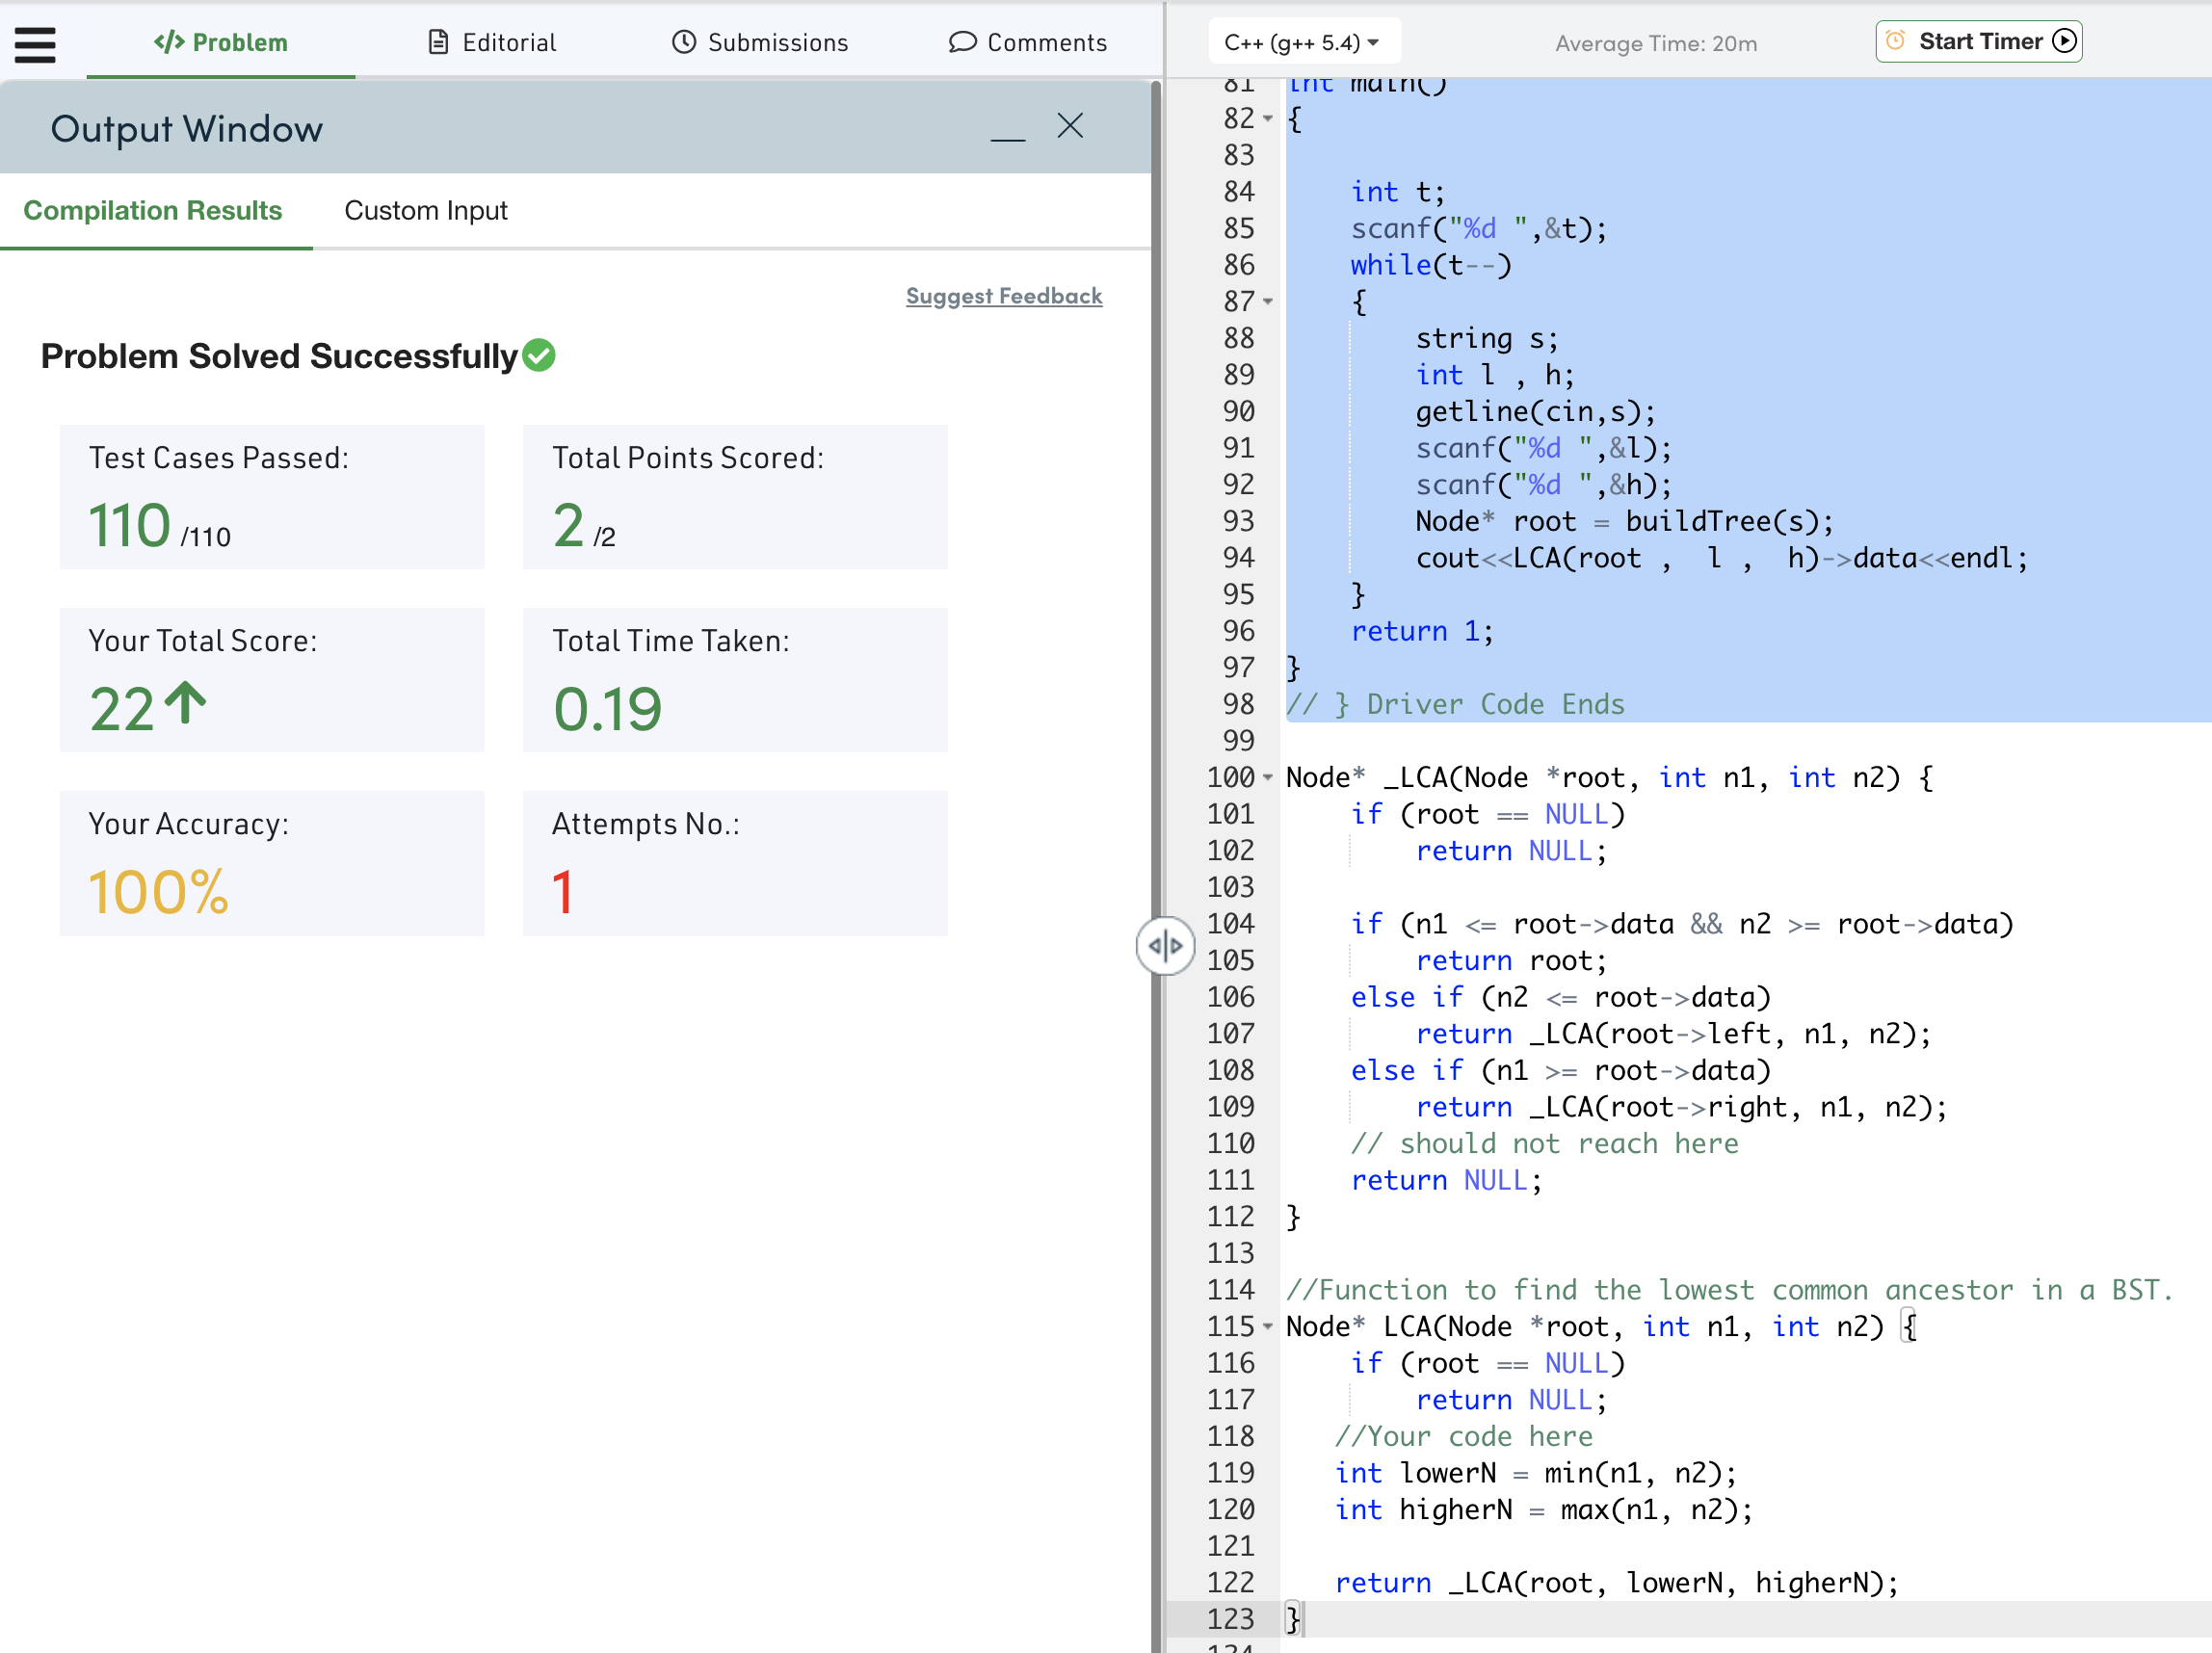 </> Problem
Editorial
Submissions
Comments
Output Window
Compilation Results
Custom Input
Suggest Feedback
Problem Solved Successfully
Test Cases Passed:
110 /110
Total Points Scored:
2 /2
Your Total Score:
22
Total Time Taken:
0.19
Your Accuracy:
100%
Attempts No.:
1
C++ (g++ 5.4)
Average Time: 20m
Start Timer
81 int main()
82 {
83
84     int t;
85     scanf("%d ",&t);
86     while(t--)
87     {
88         string s;
89         int l , h;
90         getline(cin,s);
91         scanf("%d ",&l);
92         scanf("%d ",&h);
93         Node* root = buildTree(s);
94         cout<<LCA(root ,  l ,  h)->data<<endl;
95     }
96     return 1;
97 }
98 // } Driver Code Ends
99
100 Node* _LCA(Node *root, int n1, int n2) {
101     if (root == NULL)
102         return NULL;
103
104     if (n1 <= root->data && n2 >= root->data)
105         return root;
106     else if (n2 <= root->data)
107         return _LCA(root->left, n1, n2);
108     else if (n1 >= root->data)
109         return _LCA(root->right, n1, n2);
110     // should not reach here
111     return NULL;
112 }
113
114 //Function to find the lowest common ancestor in a BST.
115 Node* LCA(Node *root, int n1, int n2) {
116     if (root == NULL)
117         return NULL;
118    //Your code here
119    int lowerN = min(n1, n2);
120    int higherN = max(n1, n2);
121
122    return _LCA(root, lowerN, higherN);
123 }
124